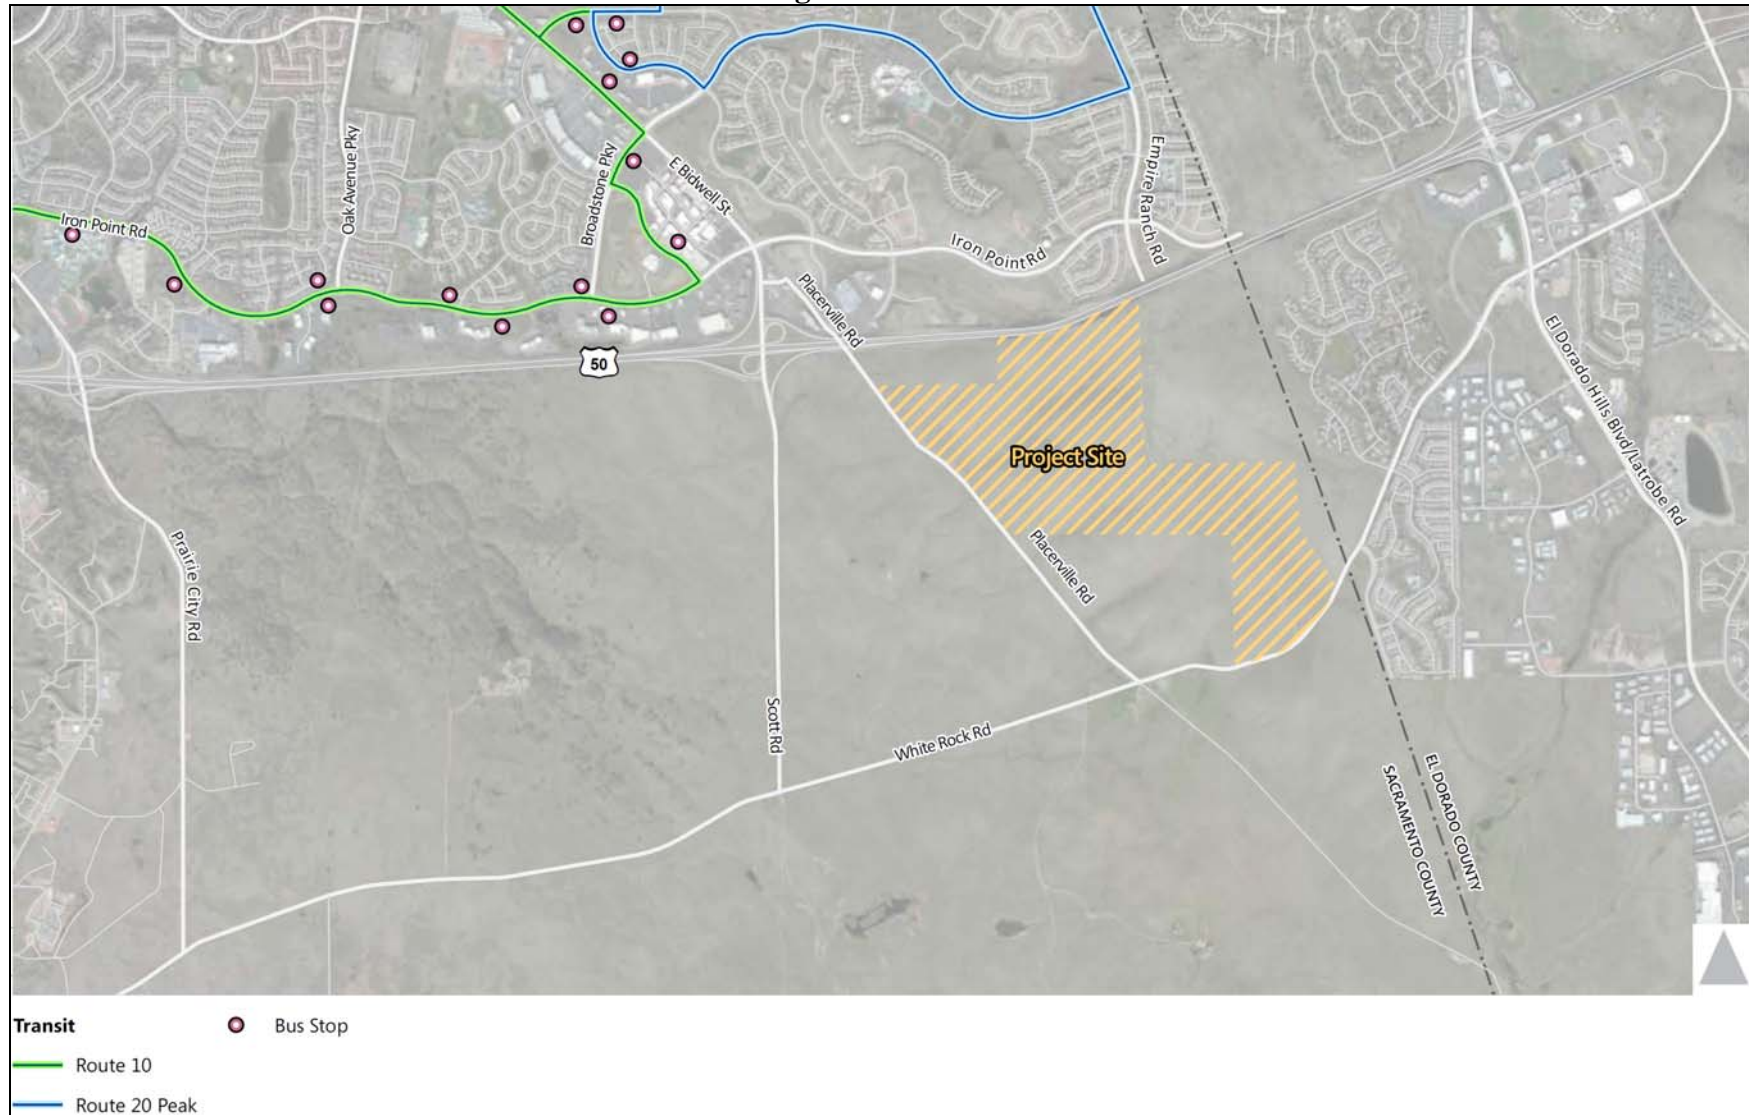 Oak Avenue Pky
Broadstone Pky
E Bidwell St
Empire Ranch Rd
Iron Point Rd
Iron Point Rd
Placerville Rd
50
El Dorado Hills Blvd/Latrobe Rd
Project Site
Prairie City Rd
Placerville Rd
Scott Rd
White Rock Rd
EL DORADO COUNTY
SACRAMENTO COUNTY
Transit
Bus Stop
Route 10
Route 20 Peak